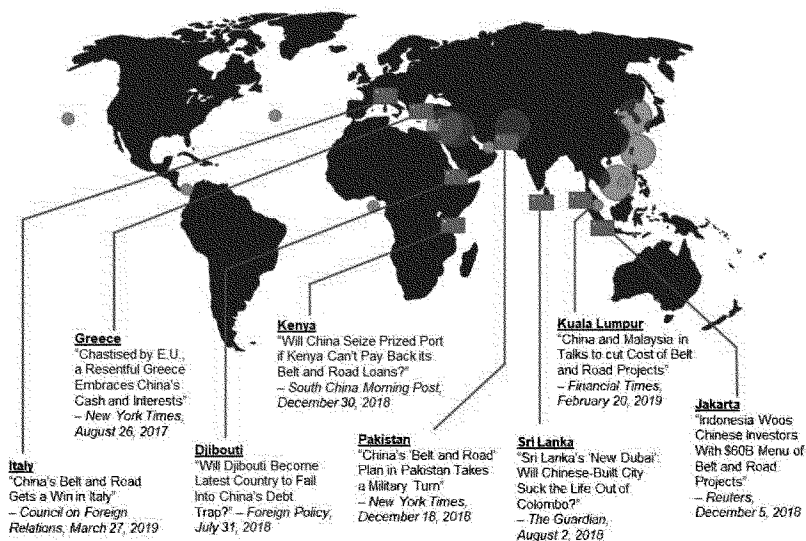 Greece
"Chastised by E.U.,
a Resentful Greece
Embraces China's
Cash and Interests"
– New York Times,
August 26, 2017
Kenya
"Will China Seize Prized Port
if Kenya Can't Pay Back its
Belt and Road Loans?"
– South China Morning Post,
December 30, 2018
Kuala Lumpur
"China and Malaysia in
Talks to cut Cost of Belt
and Road Projects"
– Financial Times,
February 20, 2019
Jakarta
"Indonesia Woos
Chinese Investors
With $60B Menu of
Belt and Road
Projects"
– Reuters,
December 5, 2018
Italy
"China's Belt and Road
Gets a Win in Italy"
– Council on Foreign
Relations, March 27, 2019
Djibouti
"Will Djibouti Become
Latest Country to Fall
Into China's Debt
Trap?" – Foreign Policy,
July 31, 2018
Pakistan
"China's 'Belt and Road'
Plan in Pakistan Takes
a Military Turn"
– New York Times,
December 18, 2018
Sri Lanka
"Sri Lanka's 'New Dubai':
Will Chinese-Built City
Suck the Life Out of
Colombo?"
– The Guardian,
August 2, 2018